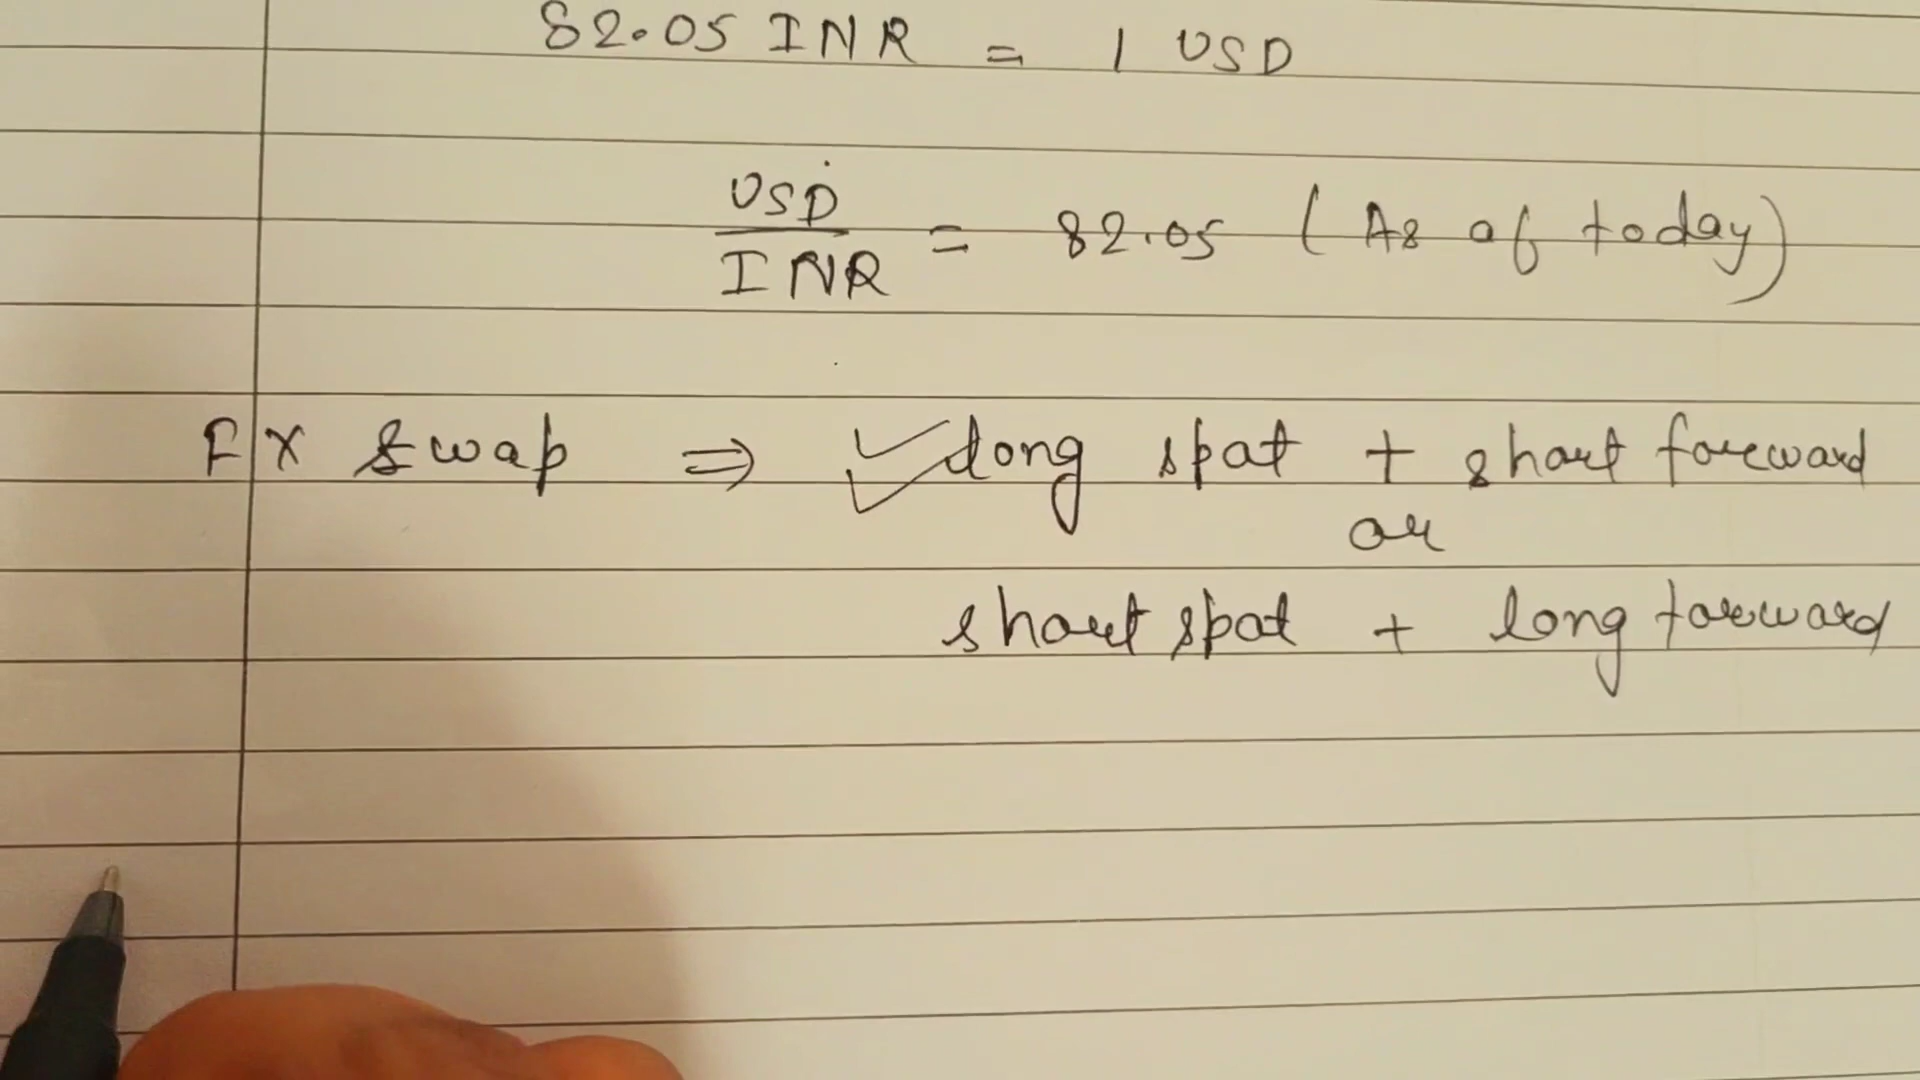 82.05 INR = 1 USD
USD
INR = 82.05 (As of today)
FX swap ⇒ ✓ long spot + short forward
or
short spot + long forward